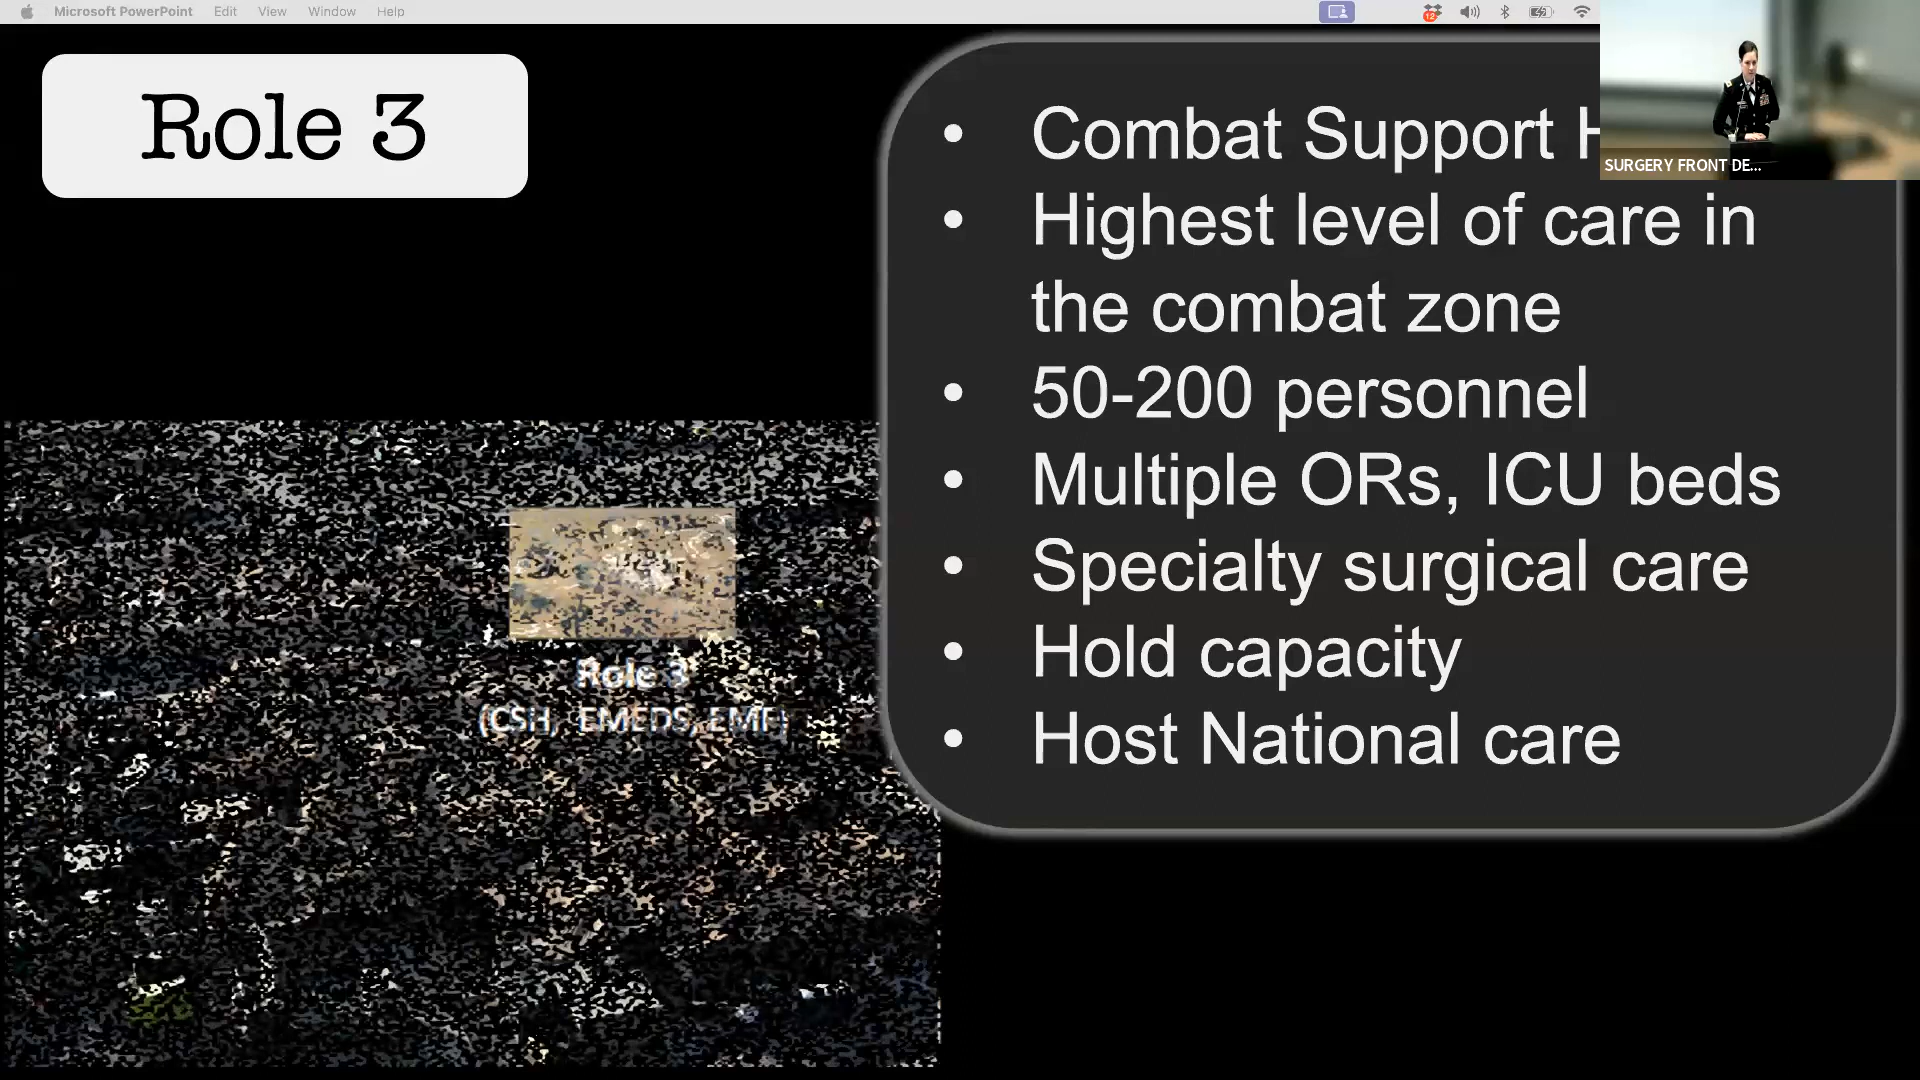 Microsoft PowerPoint Edit View Window Help
12
SURGERY FRONT DE...
Role 3
• Combat Support
• Highest level of care in
the combat zone
• 50-200 personnel
• Multiple ORs, ICU beds
• Specialty surgical care
• Hold capacity
• Host National care
Role 3
(CSH, EMEDS, EMF)